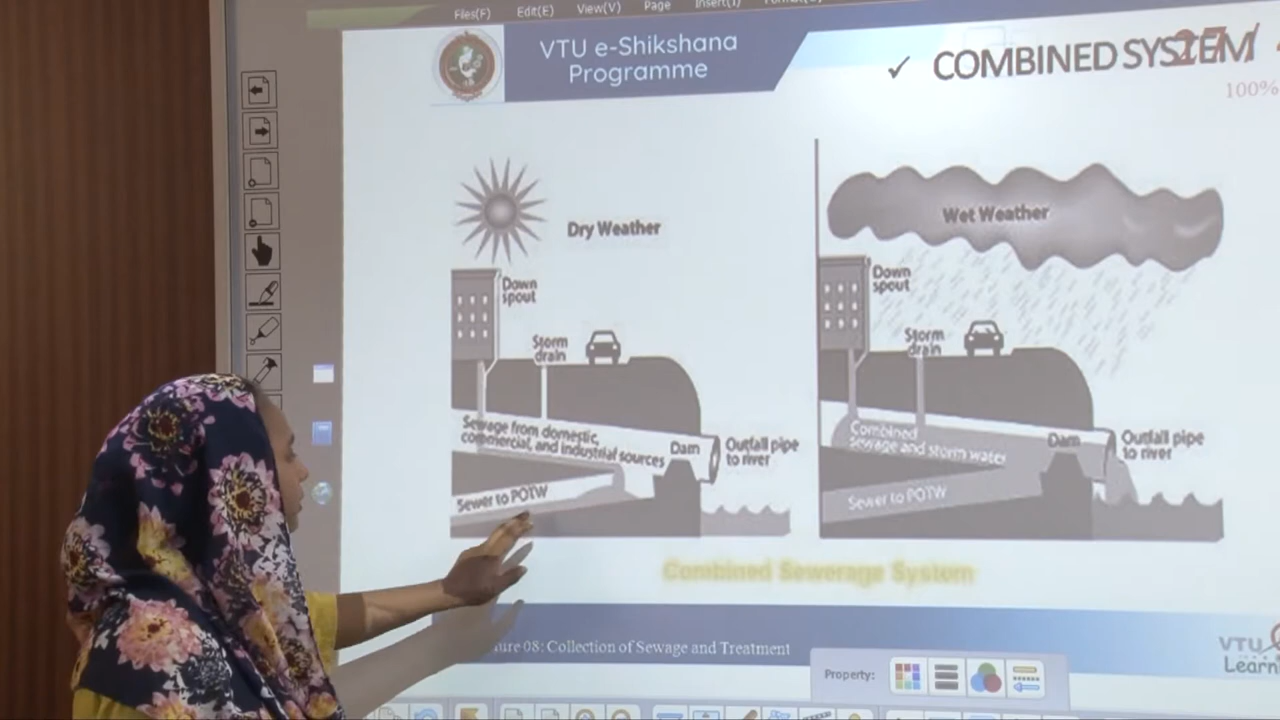 Files(F) Edit(E) View(V) Page Insert(I)
VTU e-Shikshana
Programme
✓ COMBINED SYSTEM
27 /
100%
Dry Weather
Down
spout
Storm
drain
Sewage from domestic,
commercial, and industrial sources
Dam
Outfall pipe
to river
Sewer to POTW
Wet Weather
Down
spout
Storm
drain
Combined
Sewage and storm water
Dam
Outfall pipe
to river
Sewer to POTW
Combined Sewerage System
ure 08: Collection of Sewage and Treatment
VTU
Learn
Property: